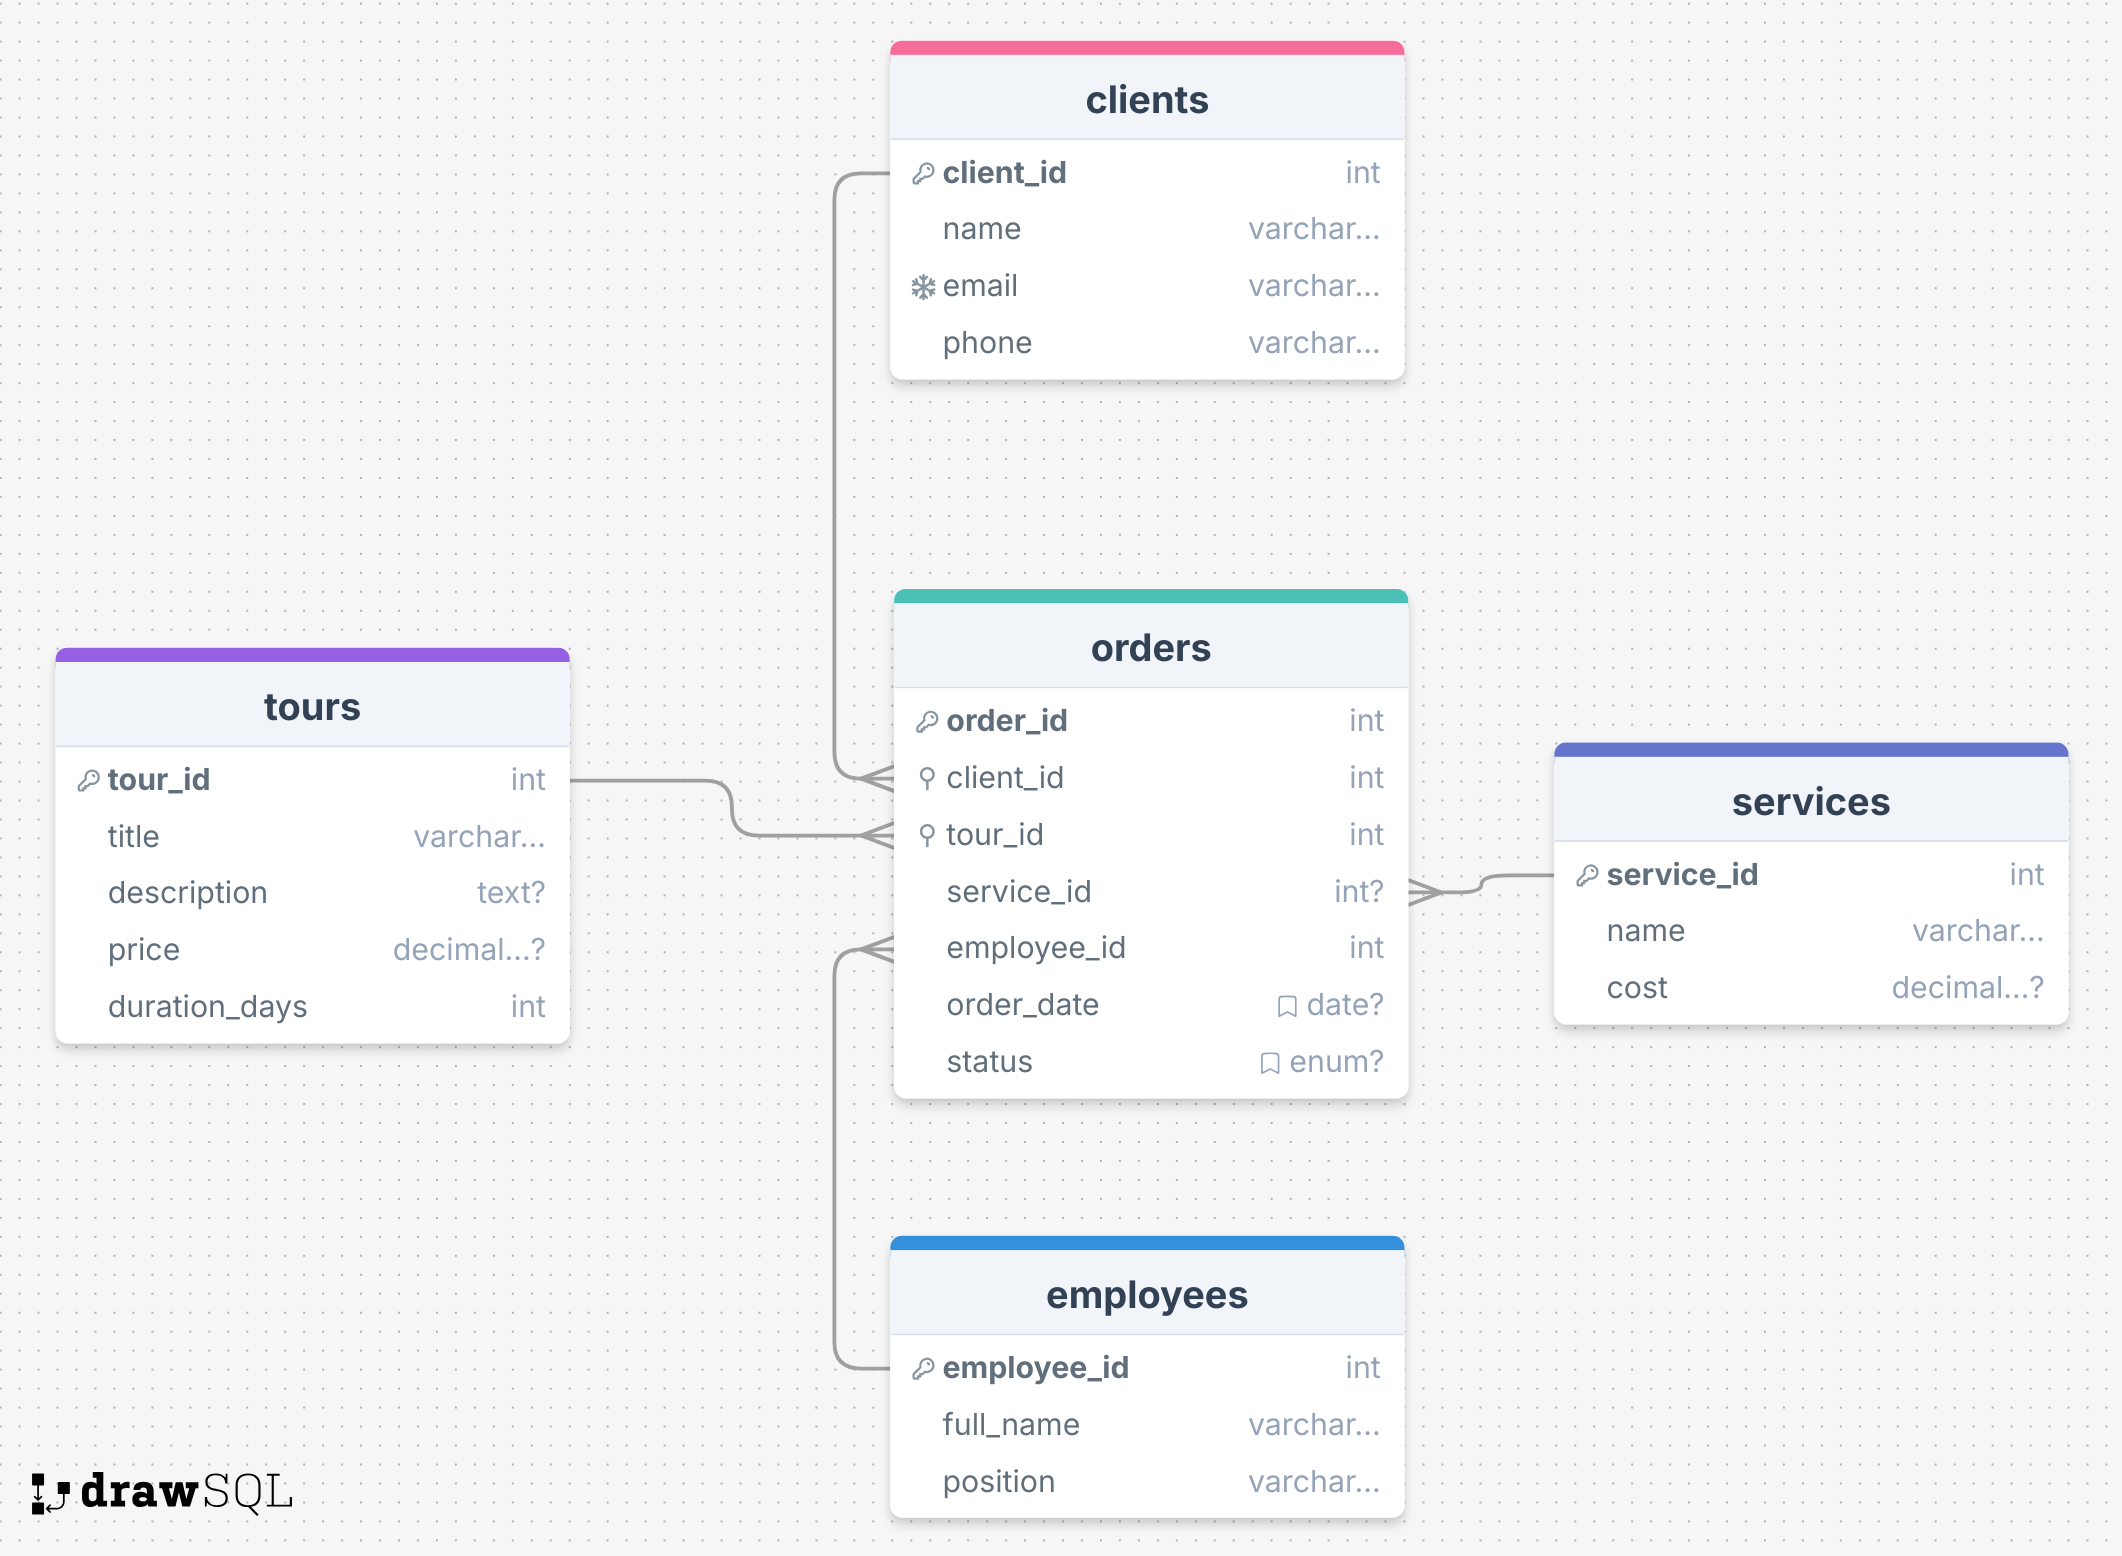 clients
client_id int
name varchar...
email varchar...
phone varchar...
orders
order_id int
client_id int
tour_id int
service_id int?
employee_id int
order_date date?
status enum?
tours
tour_id int
title varchar...
description text?
price decimal...?
duration_days int
services
service_id int
name varchar...
cost decimal...?
employees
employee_id int
full_name varchar...
position varchar...
drawSQL